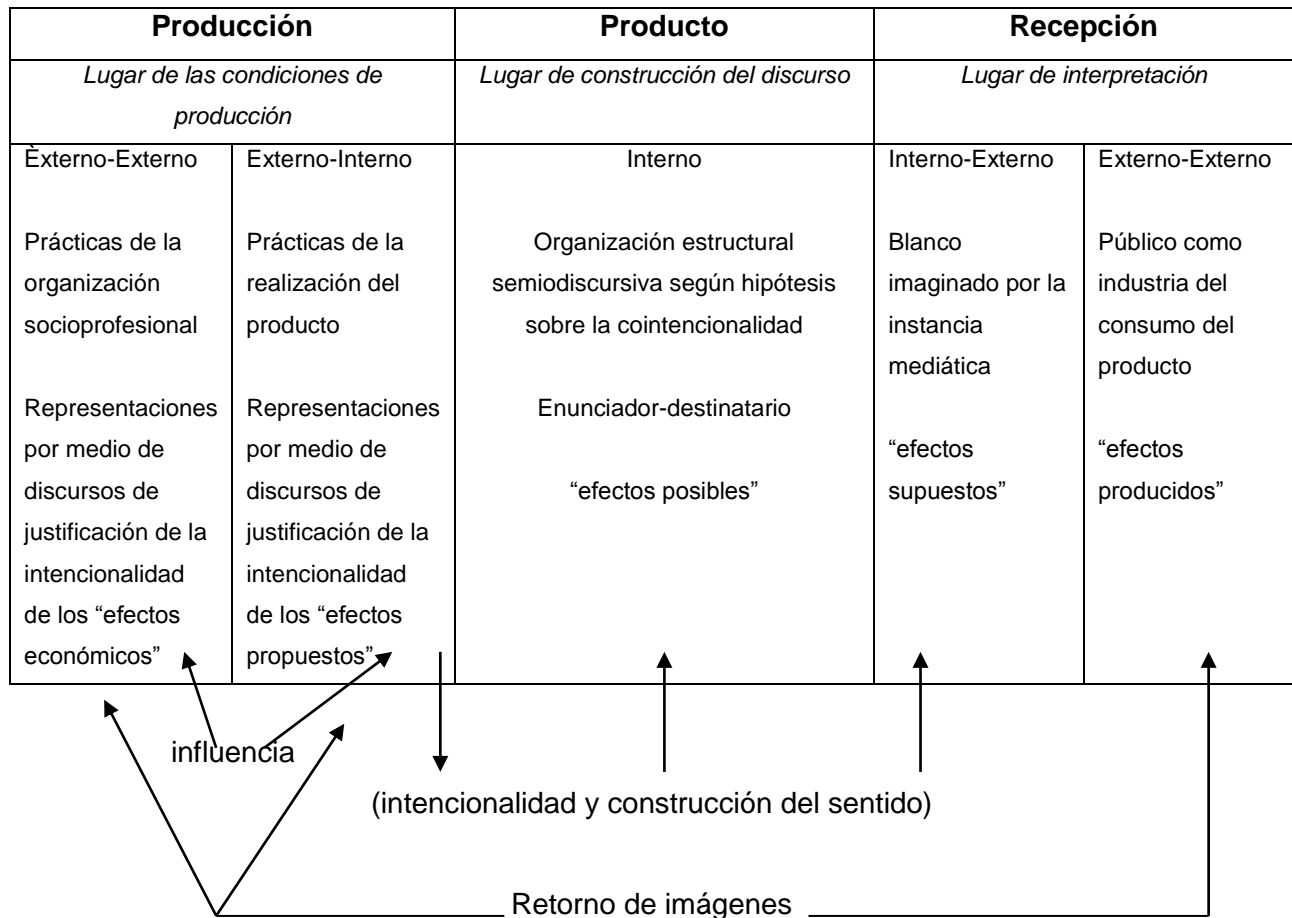 Producción
Producto
Recepción
Lugar de las condiciones de
producción
Lugar de construcción del discurso
Lugar de interpretación
Èxterno-Externo
Prácticas de la
organización
socioprofesional
Representaciones
por medio de
discursos de
justificación de la
intencionalidad
de los “efectos
económicos”
Externo-Interno
Prácticas de la
realización del
producto
Representaciones
por medio de
discursos de
justificación de la
intencionalidad
de los “efectos
propuestos”
Interno
Organización estructural
semiodiscursiva según hipótesis
sobre la cointencionalidad
Enunciador-destinatario
“efectos posibles”
Interno-Externo
Blanco
imaginado por la
instancia
mediática
“efectos
supuestos”
Externo-Externo
Público como
industria del
consumo del
producto
“efectos
producidos”
influencia
(intencionalidad y construcción del sentido)
Retorno de imágenes